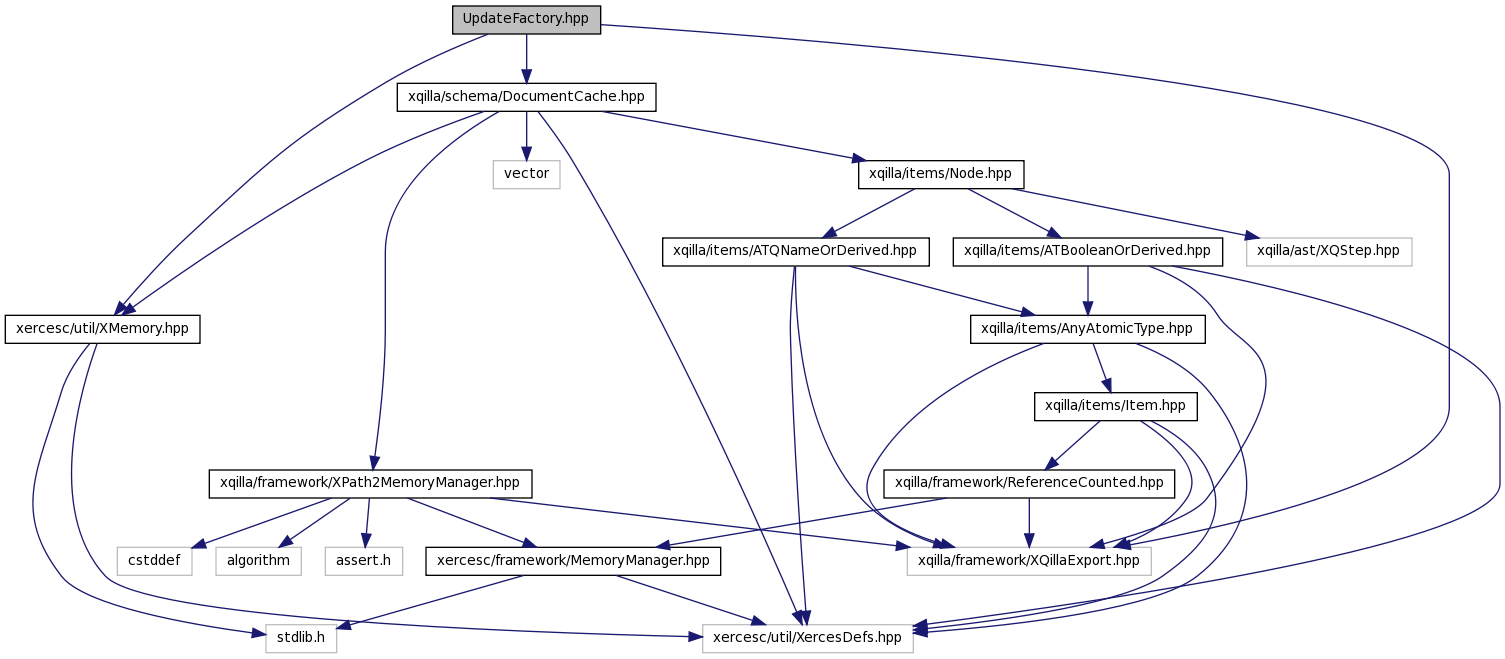 UpdateFactory.hpp
xqilla/schema/DocumentCache.hpp
vector
xqilla/items/Node.hpp
xqilla/items/ATQNameOrDerived.hpp
xqilla/items/ATBooleanOrDerived.hpp
xqilla/ast/XQStep.hpp
xercesc/util/XMemory.hpp
xqilla/items/AnyAtomicType.hpp
xqilla/items/Item.hpp
xqilla/framework/XPath2MemoryManager.hpp
xqilla/framework/ReferenceCounted.hpp
cstddef
algorithm
assert.h
xercesc/framework/MemoryManager.hpp
xqilla/framework/XQillaExport.hpp
stdlib.h
xercesc/util/XercesDefs.hpp